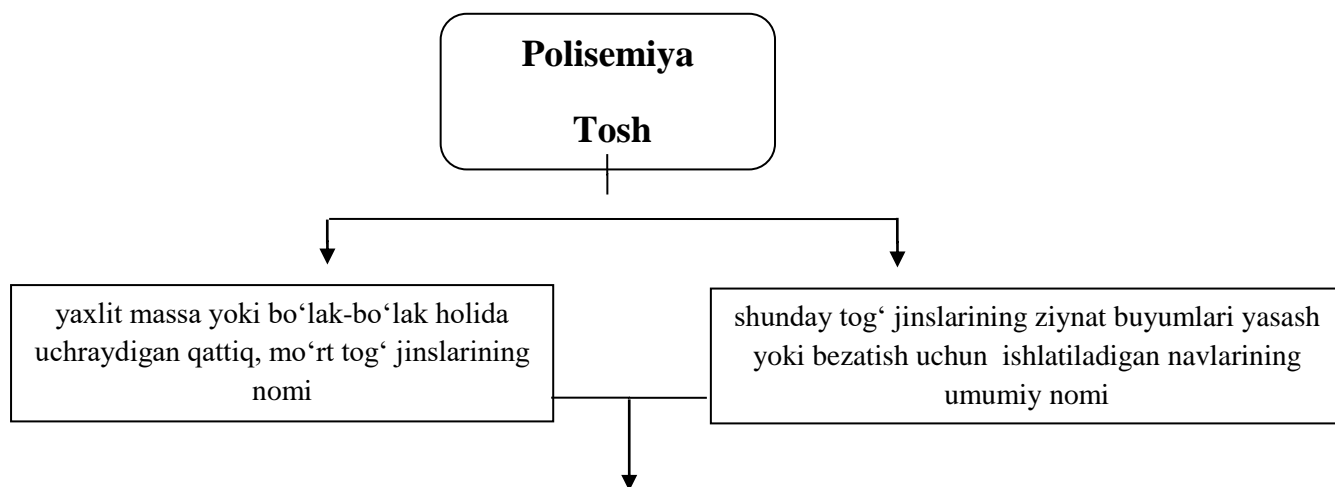 Polisemiya
Tosh
yaxlit massa yoki bo‘lak-bo‘lak holida
uchraydigan qattiq, mo‘rt tog‘ jinslarining
nomi
shunday tog‘ jinslarining ziynat buyumlari yasash
yoki bezatish uchun ishlatiladigan navlarining
umumiy nomi